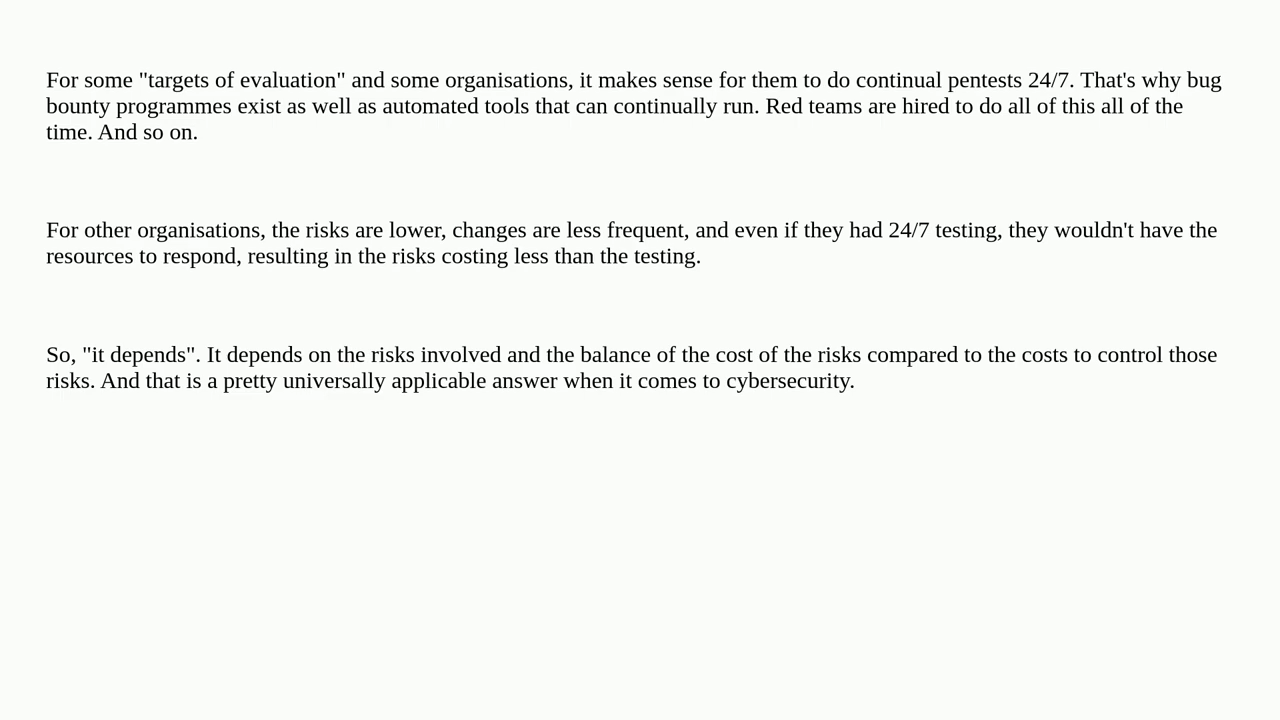 For some "targets of evaluation" and some organisations, it makes sense for them to do continual pentests 24/7. That's why bug
bounty programmes exist as well as automated tools that can continually run. Red teams are hired to do all of this all of the
time. And so on.
For other organisations, the risks are lower, changes are less frequent, and even if they had 24/7 testing, they wouldn't have the
resources to respond, resulting in the risks costing less than the testing.
So, "it depends". It depends on the risks involved and the balance of the cost of the risks compared to the costs to control those
risks. And that is a pretty universally applicable answer when it comes to cybersecurity.